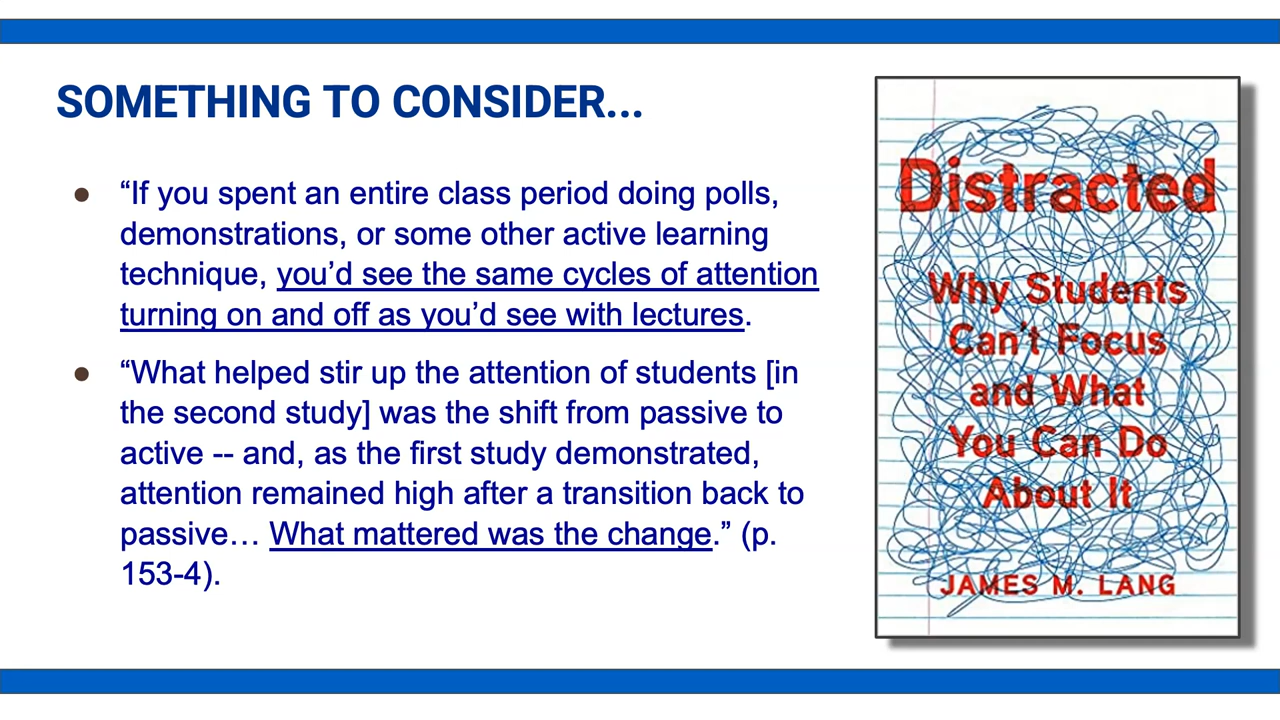 SOMETHING TO CONSIDER...
“If you spent an entire class period doing polls,
demonstrations, or some other active learning
technique, you’d see the same cycles of attention
turning on and off as you’d see with lectures.
“What helped stir up the attention of students [in
the second study] was the shift from passive to
active -- and, as the first study demonstrated,
attention remained high after a transition back to
passive… What mattered was the change.” (p.
153-4).
Distracted
Why Students
Can’t Focus
and What
You Can Do
About It
JAMES M. LANG